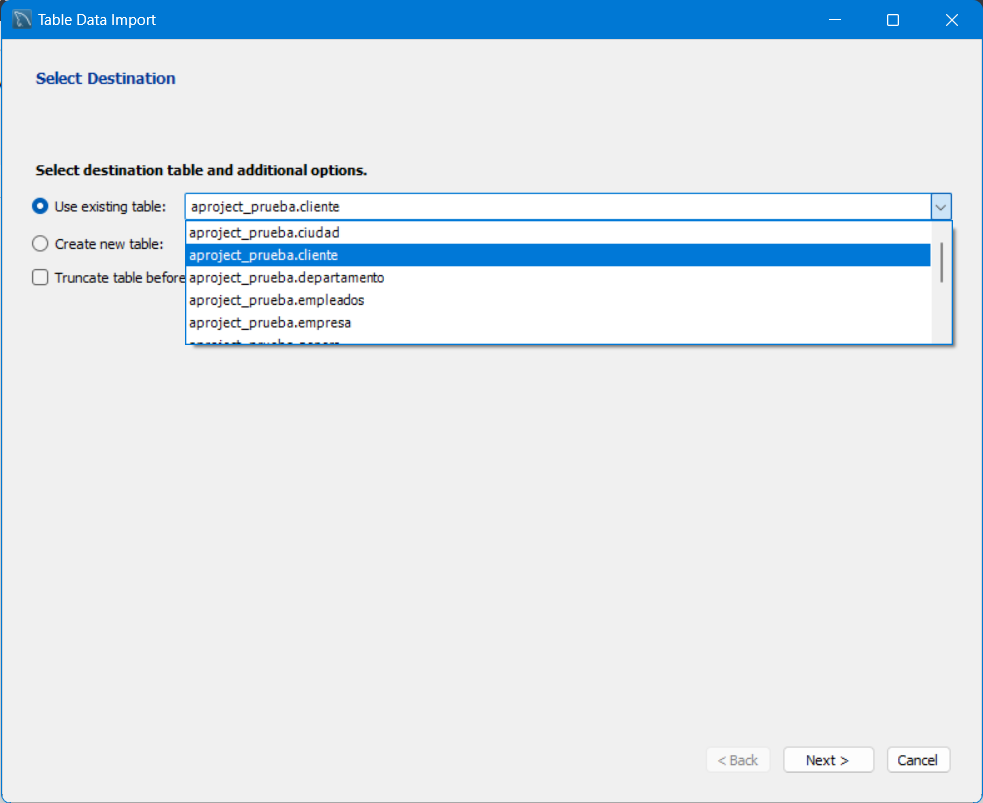 Table Data Import
Select Destination
Select destination table and additional options.
Use existing table: aproject_prueba.cliente
aproject_prueba.ciudad
Create new table: aproject_prueba.cliente
Truncate table before aproject_prueba.departamento
aproject_prueba.empleados
aproject_prueba.empresa
< Back Next > Cancel